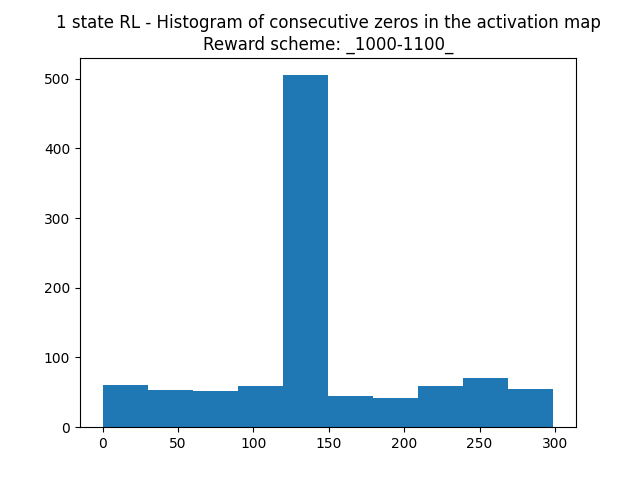 1 state RL - Histogram of consecutive zeros in the activation map
Reward scheme: _1000-1100_
500
400
300
200
100
0
0 50 100 150 200 250 300